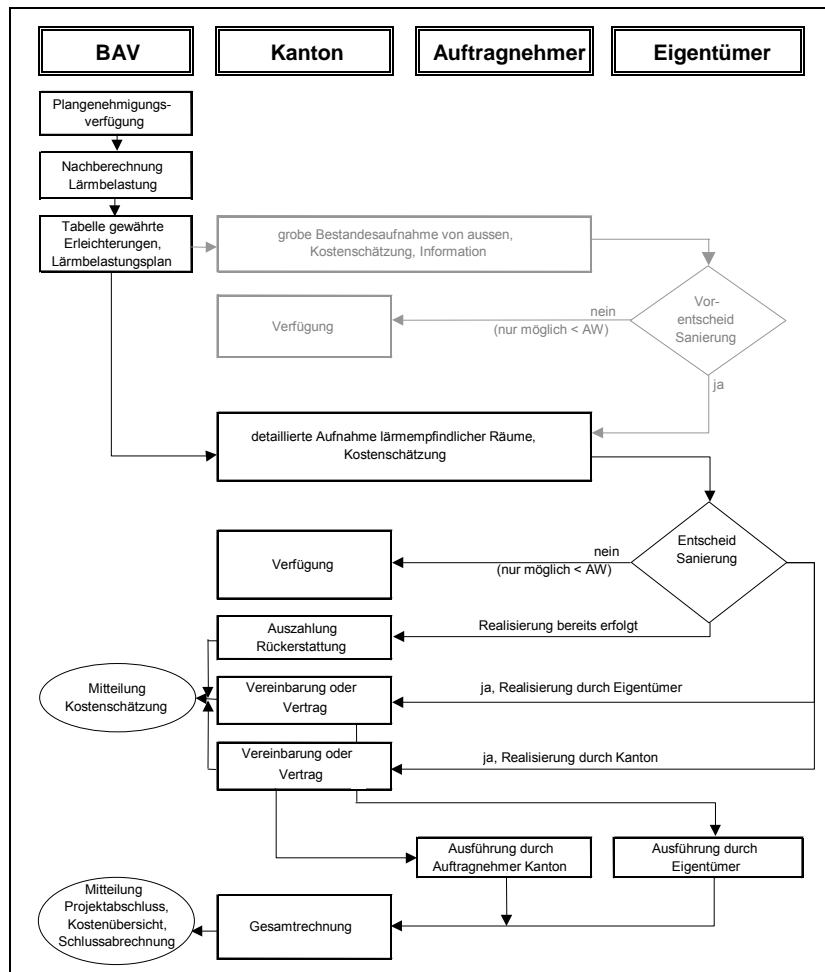 BAV
Kanton
Auftragnehmer
Eigentümer
Plangenehmigungs-
verfügung
Nachberechnung
Lärmbelastung
Tabelle gewährte
Erleichterungen,
Lärmbelastungsplan
grobe Bestandesaufnahme von aussen,
Kostenschätzung, Information
Vor-
entscheid
Sanierung
nein
(nur möglich < AW)
Verfügung
ja
detaillierte Aufnahme lärmempfindlicher Räume,
Kostenschätzung
Entscheid
Sanierung
nein
(nur möglich < AW)
Verfügung
Realisierung bereits erfolgt
Auszahlung
Rückerstattung
Mitteilung
Kostenschätzung
Vereinbarung oder
Vertrag
ja, Realisierung durch Eigentümer
Vereinbarung oder
Vertrag
ja, Realisierung durch Kanton
Ausführung durch
Auftragnehmer Kanton
Ausführung durch
Eigentümer
Mitteilung
Projektabschluss,
Kostenübersicht,
Schlussabrechnung
Gesamtrechnung